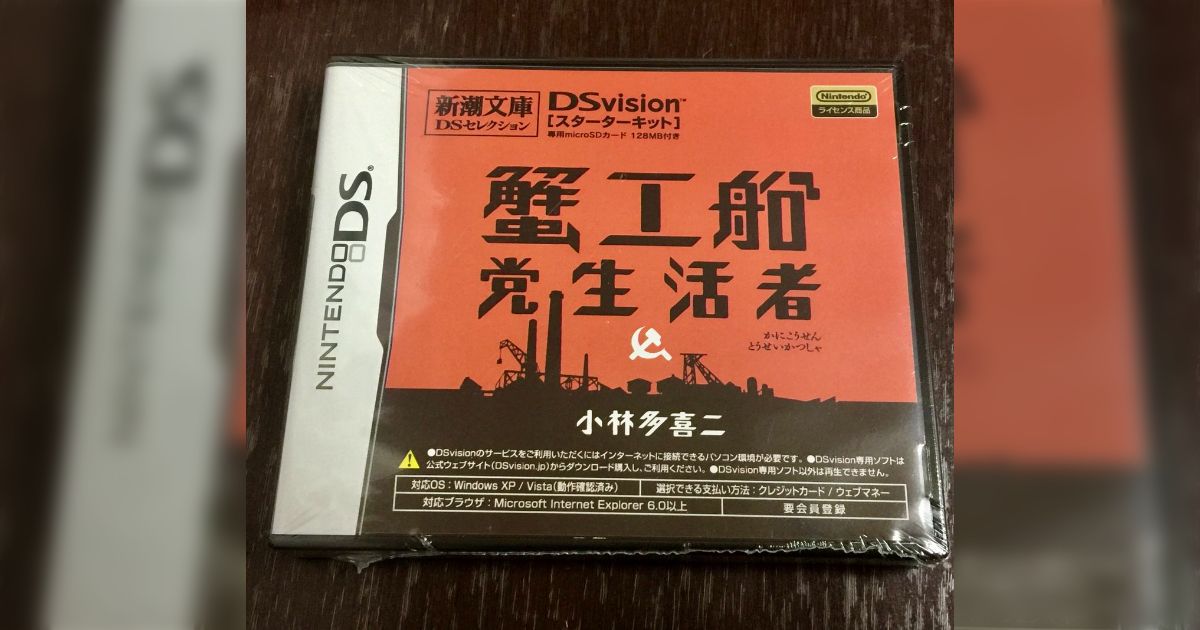 NINTENDO DS®
新潮文庫
DSセレクション
DSvision™
[スターターキット]
専用microSDカード 128MB付き
Nintendo
ライセンス商品
蟹工船
党生活者
かにこうせん
とうせいかつしゃ
小林多喜二
●DSvisionのサービスをご利用いただくにはインターネットに接続できるパソコン環境が必要です。●DSvision専用ソフトは
公式ウェブサイト(DSvision.jp)からダウンロード購入し、ご利用ください。●DSvision専用ソフト以外は再生できません。
対応OS:Windows XP / Vista(動作確認済み)
選択できる支払い方法:クレジットカード / ウェブマネー
対応ブラウザ:Microsoft Internet Explorer 6.0以上
要会員登録